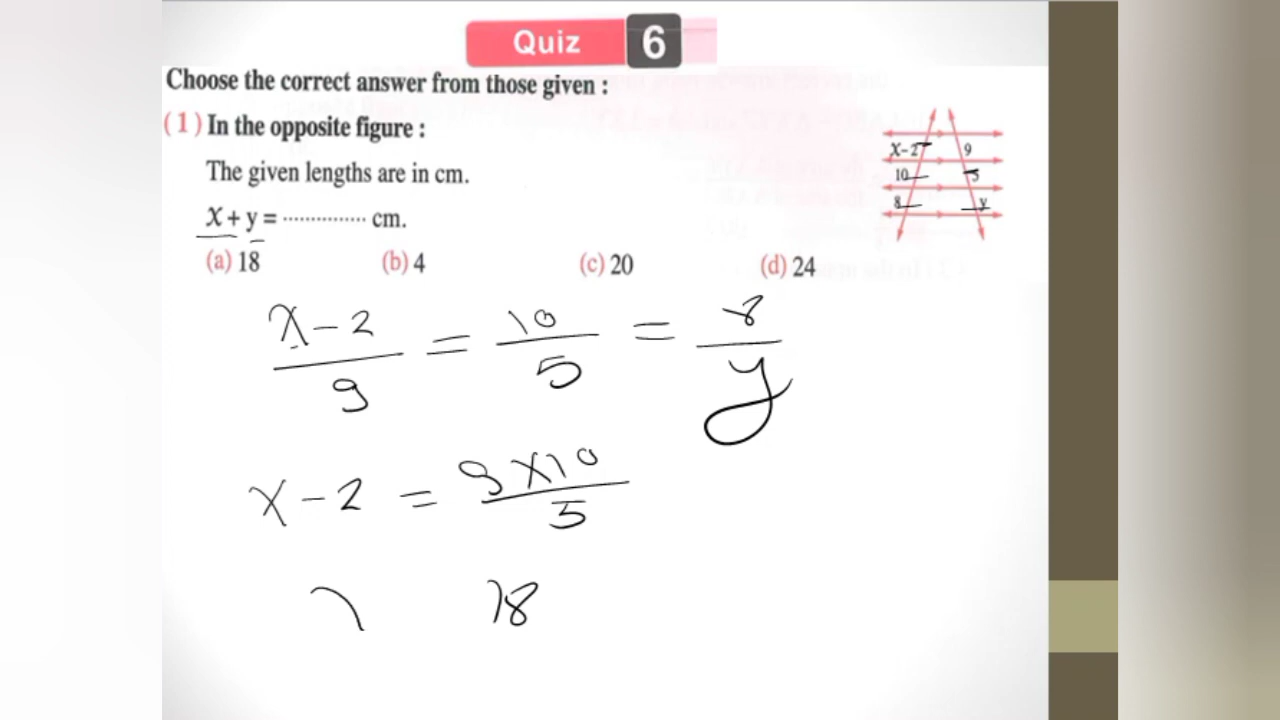 Quiz 6
Choose the correct answer from those given :
(1) In the opposite figure :
The given lengths are in cm.
X + y = ............... cm.
(a) 18 (b) 4 (c) 20 (d) 24
X-2 9
10 5
8 y
x - 2 / 9 = 10 / 5 = 8 / y
x - 2 = 9 x 10 / 5
18